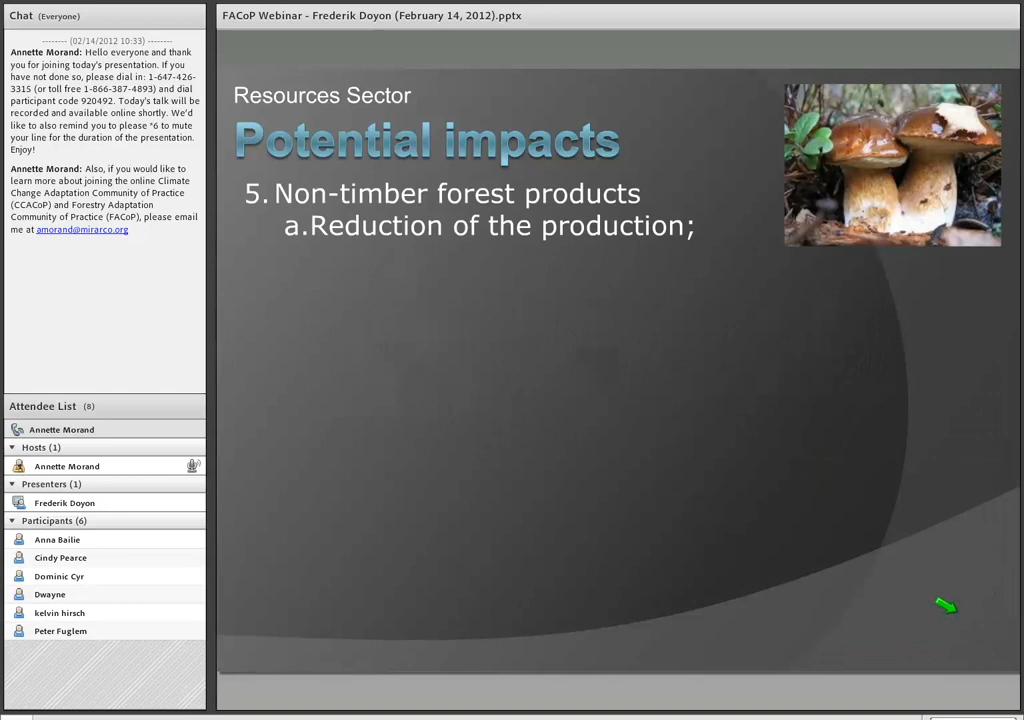 Chat (Everyone)
-------- (02/14/2012 10:33) --------
Annette Morand: Hello everyone and thank
you for joining today's presentation. If you
have not done so, please dial in: 1-647-426-
3315 (or toll free 1-866-387-4893) and dial
participant code 920492. Today's talk will be
recorded and available online shortly. We'd
like to also remind you to please *6 to mute
your line for the duration of the presentation.
Enjoy!
Annette Morand: Also, if you would like to
learn more about joining the online Climate
Change Adaptation Community of Practice
(CCACoP) and Forestry Adaptation
Community of Practice (FACoP), please email
me at amorand@mirarco.org
Attendee List (8)
Annette Morand
Hosts (1)
Annette Morand
Presenters (1)
Frederik Doyon
Participants (6)
Anna Bailie
Cindy Pearce
Dominic Cyr
Dwayne
kelvin hirsch
Peter Fuglem
FACoP Webinar - Frederik Doyon (February 14, 2012).pptx
Resources Sector
Potential impacts
5. Non-timber forest products
a.Reduction of the production;